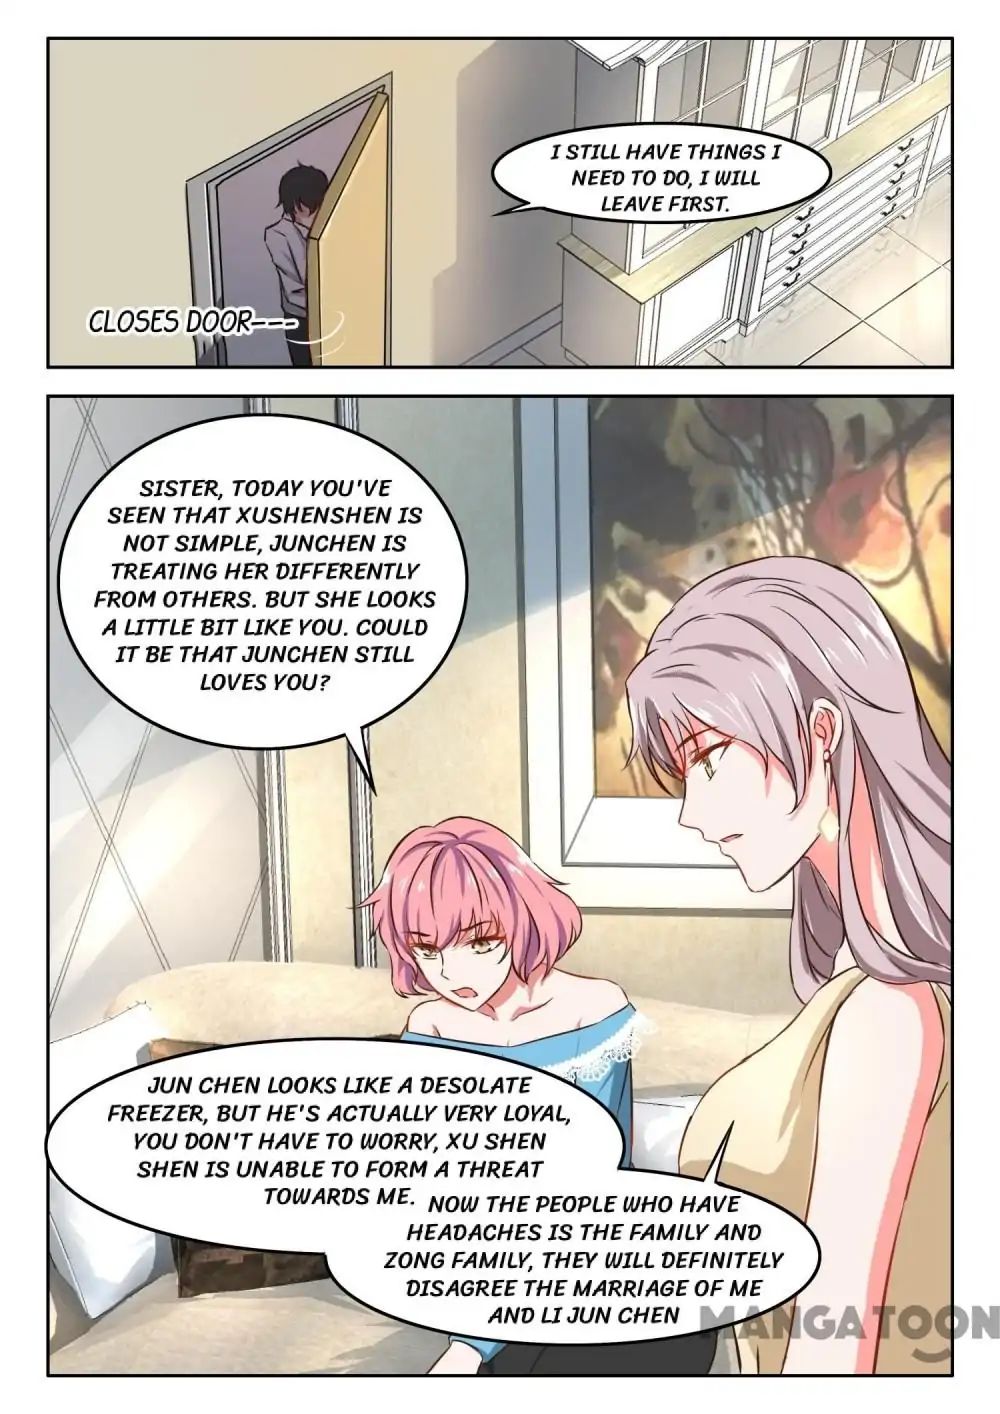 I STILL HAVE THINGS I
NEED TO DO, I WILL
LEAVE FIRST.
CLOSES DOOR---
SISTER, TODAY YOU'VE
SEEN THAT XUSHENSHEN IS
NOT SIMPLE, JUNCHEN IS
TREATING HER DIFFERENTLY
FROM OTHERS. BUT SHE LOOKS
A LITTLE BIT LIKE YOU. COULD
IT BE THAT JUNCHEN STILL
LOVES YOU?
JUN CHEN LOOKS LIKE A DESOLATE
FREEZER, BUT HE'S ACTUALLY VERY LOYAL,
YOU DON'T HAVE TO WORRY, XU SHEN
SHEN IS UNABLE TO FORM A THREAT
TOWARDS ME.
NOW THE PEOPLE WHO HAVE
HEADACHES IS THE FAMILY AND
ZONG FAMILY, THEY WILL DEFINITELY
DISAGREE THE MARRIAGE OF ME
AND LI JUN CHEN
MANGATOON